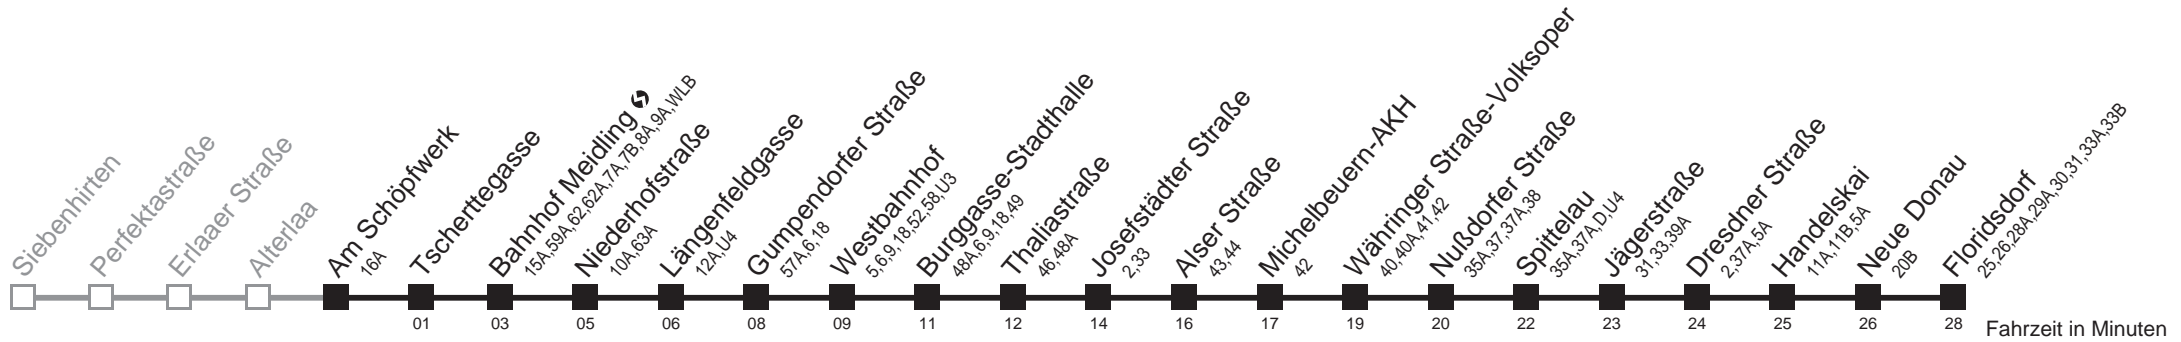 Siebenhirten
Perfektastraße
Erlaaer Straße
Alterlaa
Am Schöpfwerk
16A
Tscherttegasse
Bahnhof Meidling
15A,59A,62,62A,7A,7B,8A,9A,WLB
Niederhofstraße
10A,63A
Längenfeldgasse
12A,U4
Gumpendorfer Straße
57A,6,18
Westbahnhof
5,6,9,18,52,58,U3
Burggasse-Stadthalle
48A,6,9,18,49
Thaliastraße
46,48A
Josefstädter Straße
2,33
Alser Straße
43,44
Michelbeuern-AKH
42
Währinger Straße-Volksoper
40,40A,41,42
Nußdorfer Straße
35A,37,37A,38
Spittelau
35A,37A,D,U4
Jägerstraße
31,33,39A
Dresdner Straße
2,37A,5A
Handelskai
11A,11B,5A
Neue Donau
20B
Floridsdorf
25,26,28A,29A,30,31,33A,33B
01 03 05 06 08 09 11 12 14 16 17 19 20 22 23 24 25 26 28
Fahrzeit in Minuten